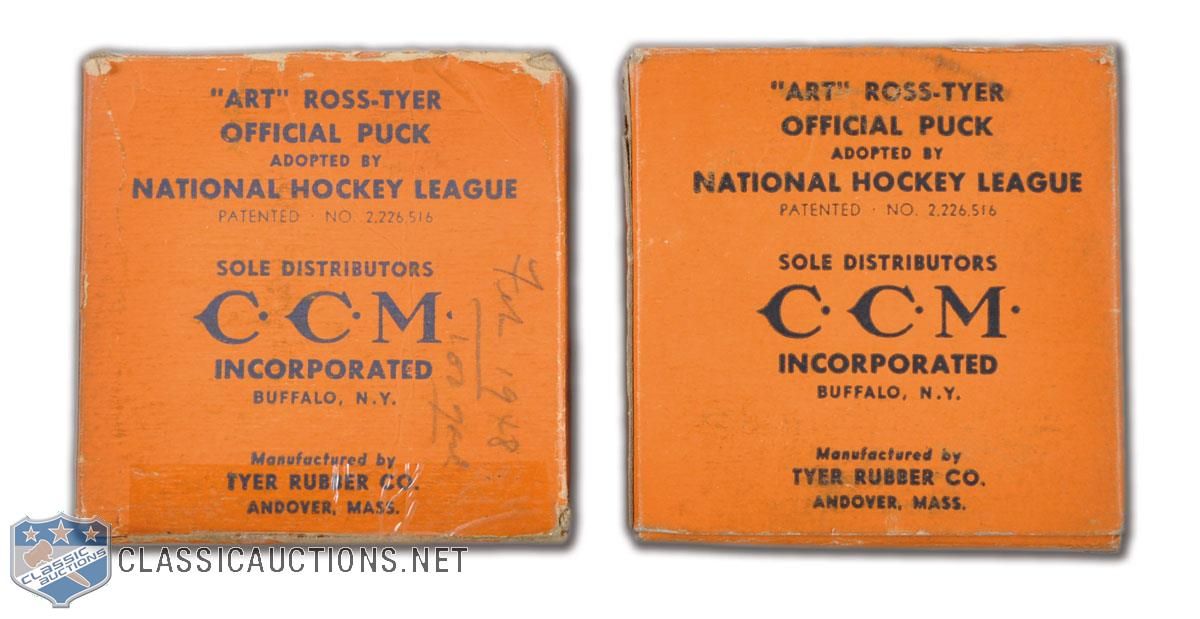 "ART" ROSS-TYER
OFFICIAL PUCK
ADOPTED BY
NATIONAL HOCKEY LEAGUE
PATENTED · NO. 2,226,516
SOLE DISTRIBUTORS
C·C·M·
INCORPORATED
BUFFALO, N.Y.
Manufactured by
TYER RUBBER CO.
ANDOVER, MASS.
1948
"ART" ROSS-TYER
OFFICIAL PUCK
ADOPTED BY
NATIONAL HOCKEY LEAGUE
PATENTED · NO. 2,226,516
SOLE DISTRIBUTORS
C·C·M·
INCORPORATED
BUFFALO, N.Y.
Manufactured by
TYER RUBBER CO.
ANDOVER, MASS.
CLASSIC
AUCTIONS
CLASSICAUCTIONS.NET